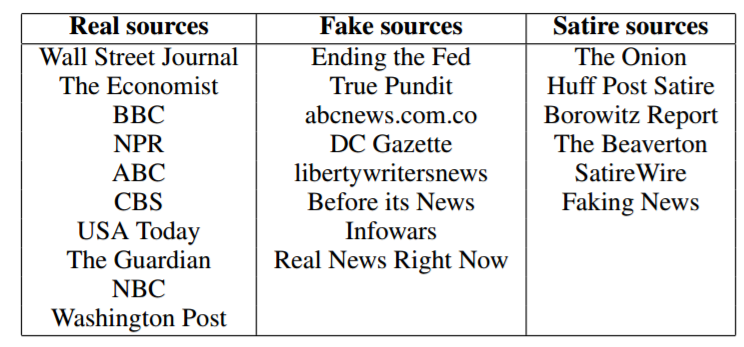 Real sources Fake sources Satire sources
Wall Street Journal Ending the Fed The Onion
The Economist True Pundit Huff Post Satire
BBC abcnews.com.co Borowitz Report
NPR DC Gazette The Beaverton
ABC libertywritersnews SatireWire
CBS Before its News Faking News
USA Today Infowars
The Guardian Real News Right Now
NBC
Washington Post